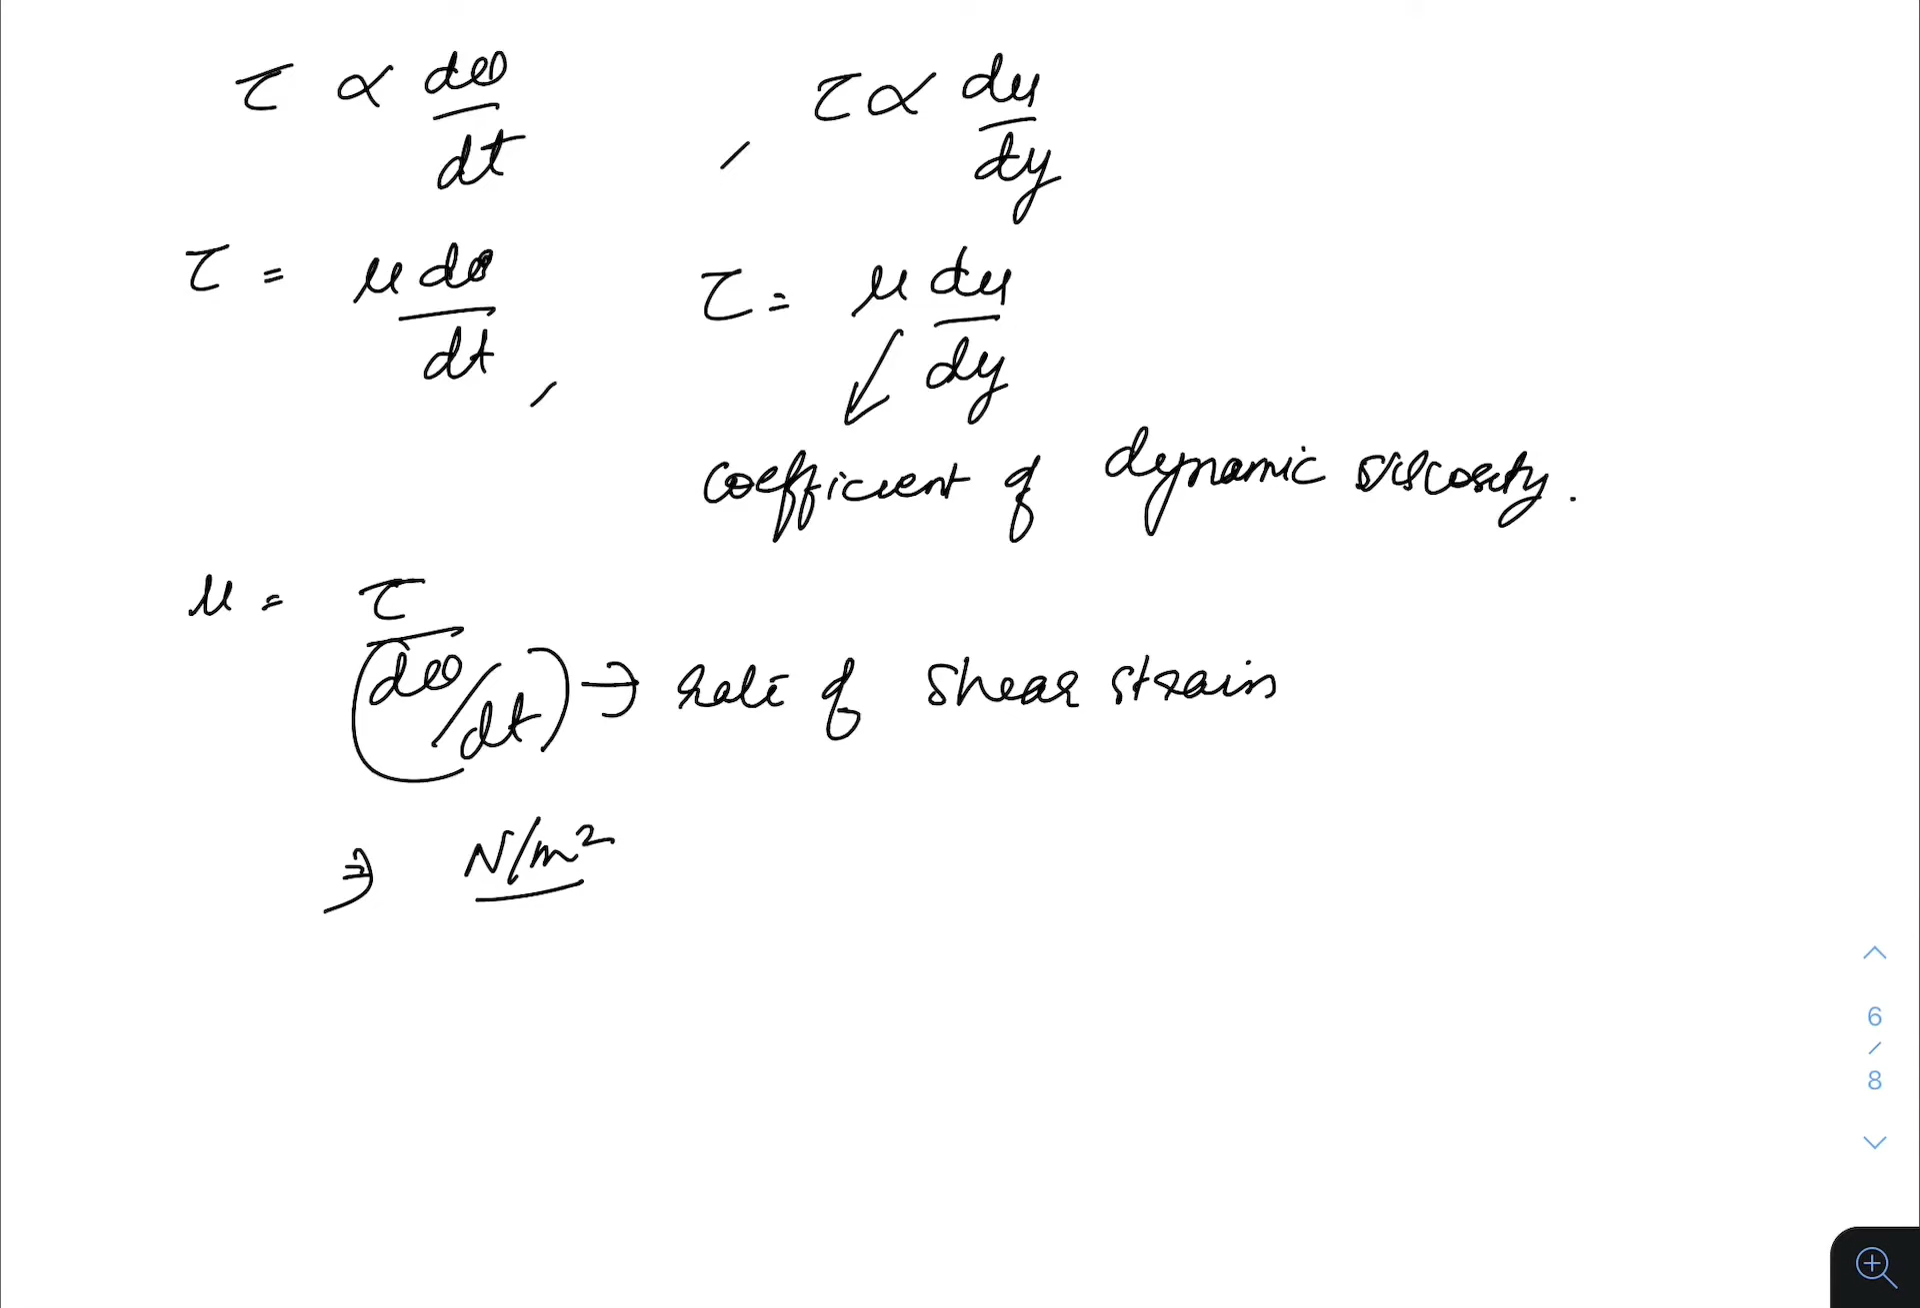 τ ∝ dθ/dt , τ ∝ du/dy
τ = μ dθ/dt , τ = μ du/dy
coefficient of dynamic viscosity.
μ = τ/(dθ/dt) → rate of shear strain
⇒ N/m²
6
/
8